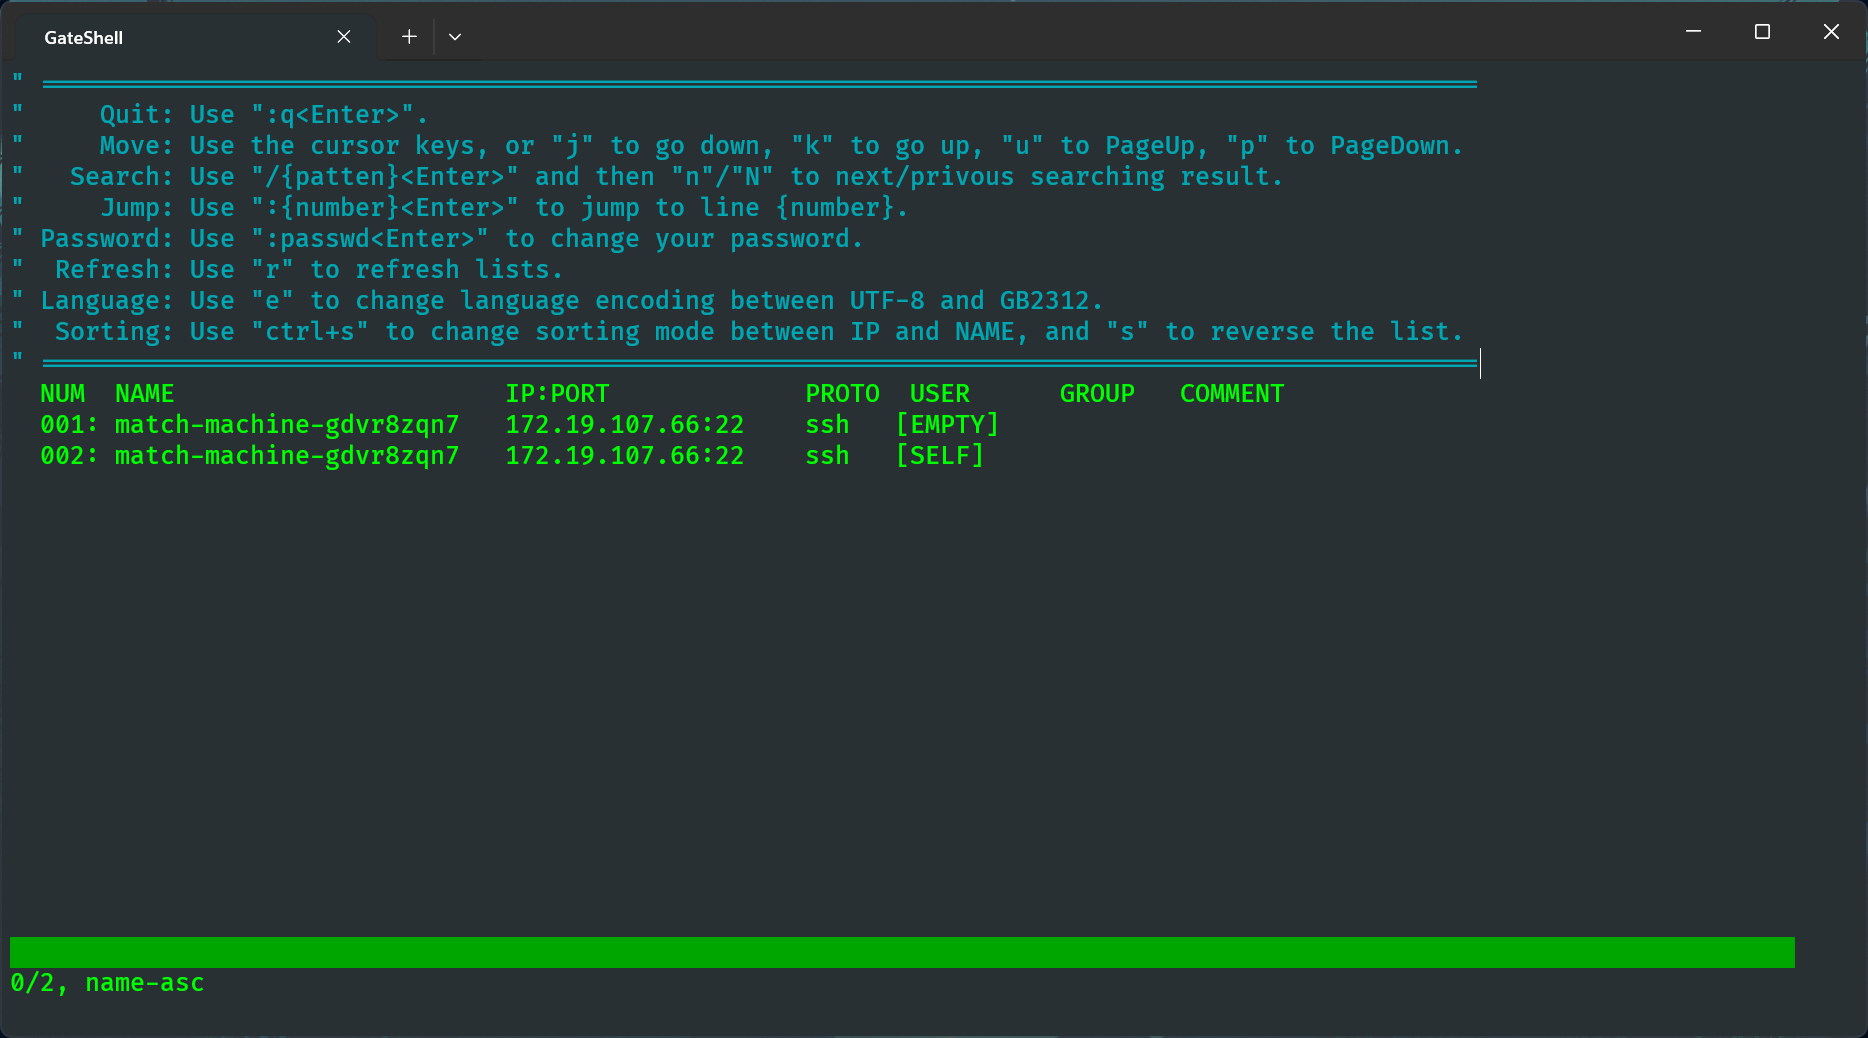 GateShell
" ════════════════════════════════════════════════════════════════════════════════════════════════
"     Quit: Use ":q<Enter>".
"     Move: Use the cursor keys, or "j" to go down, "k" to go up, "u" to PageUp, "p" to PageDown.
"   Search: Use "/{patten}<Enter>" and then "n"/"N" to next/privous searching result.
"     Jump: Use ":{number}<Enter>" to jump to line {number}.
" Password: Use ":passwd<Enter>" to change your password.
"  Refresh: Use "r" to refresh lists.
" Language: Use "e" to change language encoding between UTF-8 and GB2312.
"  Sorting: Use "ctrl+s" to change sorting mode between IP and NAME, and "s" to reverse the list.
" ════════════════════════════════════════════════════════════════════════════════════════════════
  NUM  NAME                      IP:PORT             PROTO  USER      GROUP   COMMENT
  001: match-machine-gdvr8zqn7   172.19.107.66:22    ssh   [EMPTY]
  002: match-machine-gdvr8zqn7   172.19.107.66:22    ssh   [SELF]
0/2, name-asc